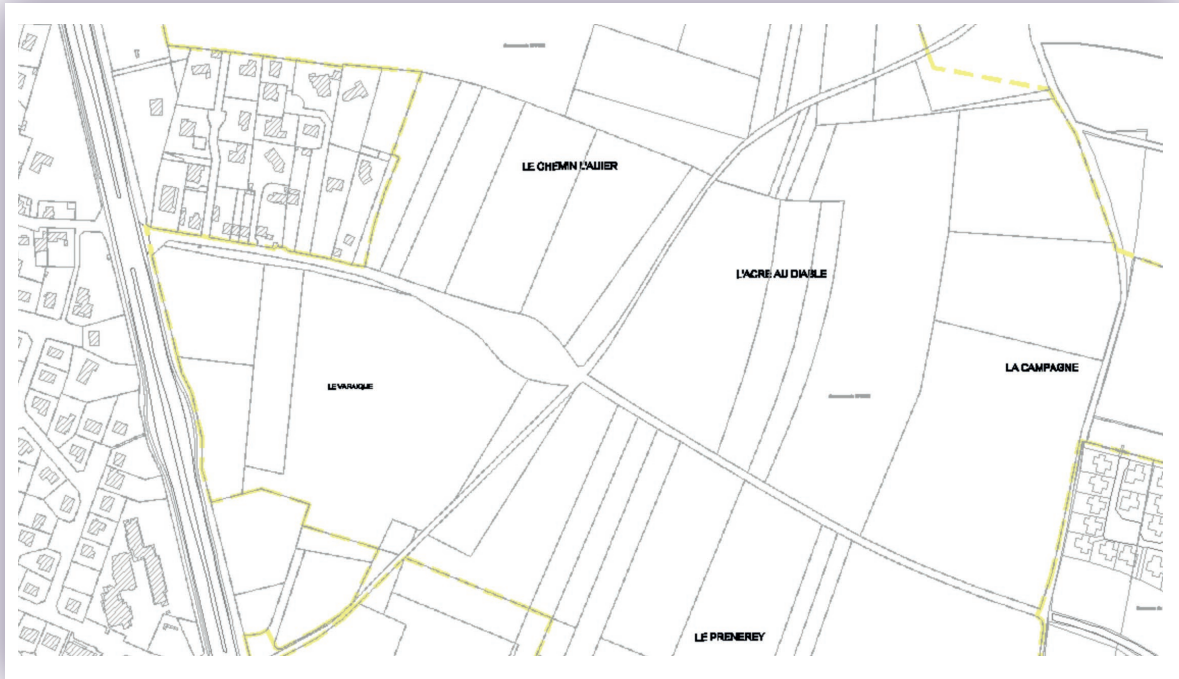 LE CHEMIN L'AUIER
L'ACRE AU DIABLE
LA CAMPAGNE
LE VARAIQUE
LE PRENEREY